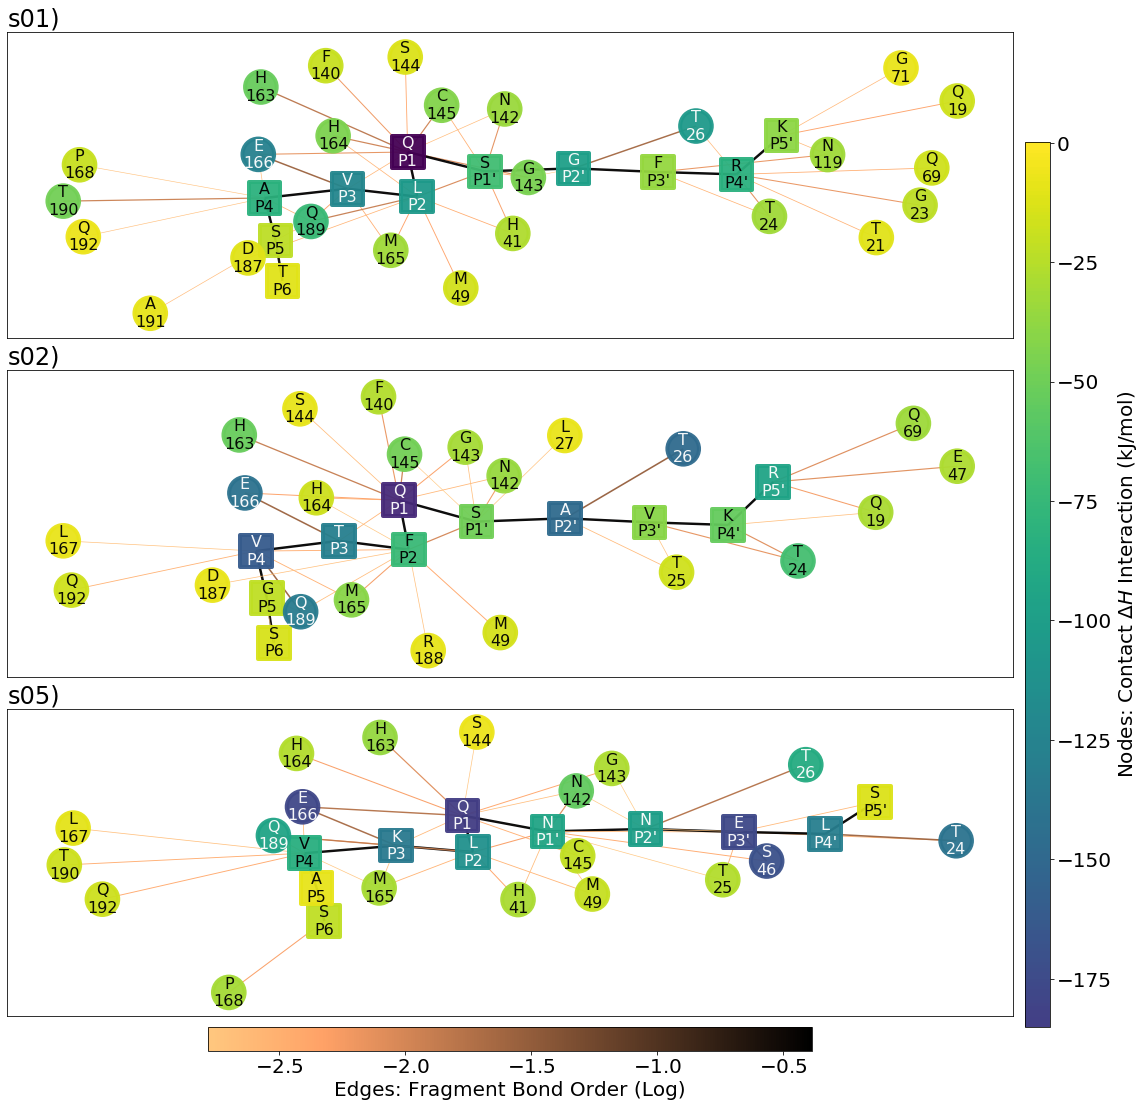 s01)
S
144
F
140
G
71
H
163
Q
19
C
145
N
142
T
26
H
164
K
P5'
E
166
Q
P1
N
119
P
168
S
P1'
G
P2'
F
P3'
R
P4'
Q
69
G
143
V
P3
A
P4
L
P2
T
190
G
23
Q
189
T
24
Q
192
S
P5
H
41
T
21
M
165
D
187
T
P6
M
49
A
191
s02)
F
140
S
144
Q
69
H
163
L
27
G
143
T
26
C
145
E
47
N
142
R
P5'
E
166
H
164
Q
P1
Q
19
S
P1'
A
P2'
V
P3'
K
P4'
L
167
T
P3
V
P4
F
P2
T
24
T
25
D
187
Q
192
G
P5
M
165
Q
189
S
P6
M
49
R
188
s05)
S
144
H
163
H
164
G
143
T
26
N
142
E
166
Q
P1
S
P5'
L
167
Q
189
N
P1'
N
P2'
E
P3'
L
P4'
T
24
K
P3
V
P4
L
P2
C
145
S
46
T
190
T
25
A
P5
M
165
M
49
Q
192
H
41
S
P6
P
168
0
−25
−50
−75
−100
−125
−150
−175
Nodes: Contact ΔH Interaction (kJ/mol)
−2.5
−2.0
−1.5
−1.0
−0.5
Edges: Fragment Bond Order (Log)